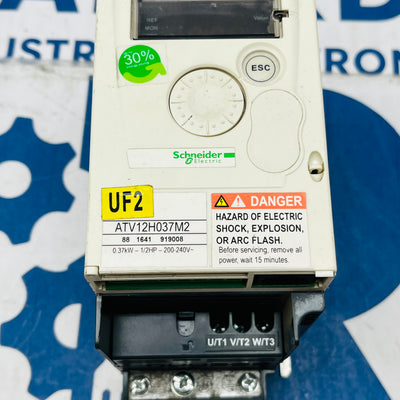 REF
MON
Value
30%
ESC
Schneider
Electric
UF2
ATV12H037M2
88 1641 919008
0.37kW – 1/2HP – 200-240V~
DANGER
HAZARD OF ELECTRIC
SHOCK, EXPLOSION,
OR ARC FLASH.
Before servicing, remove all
power, wait 15 minutes.
U/T1 V/T2 W/T3